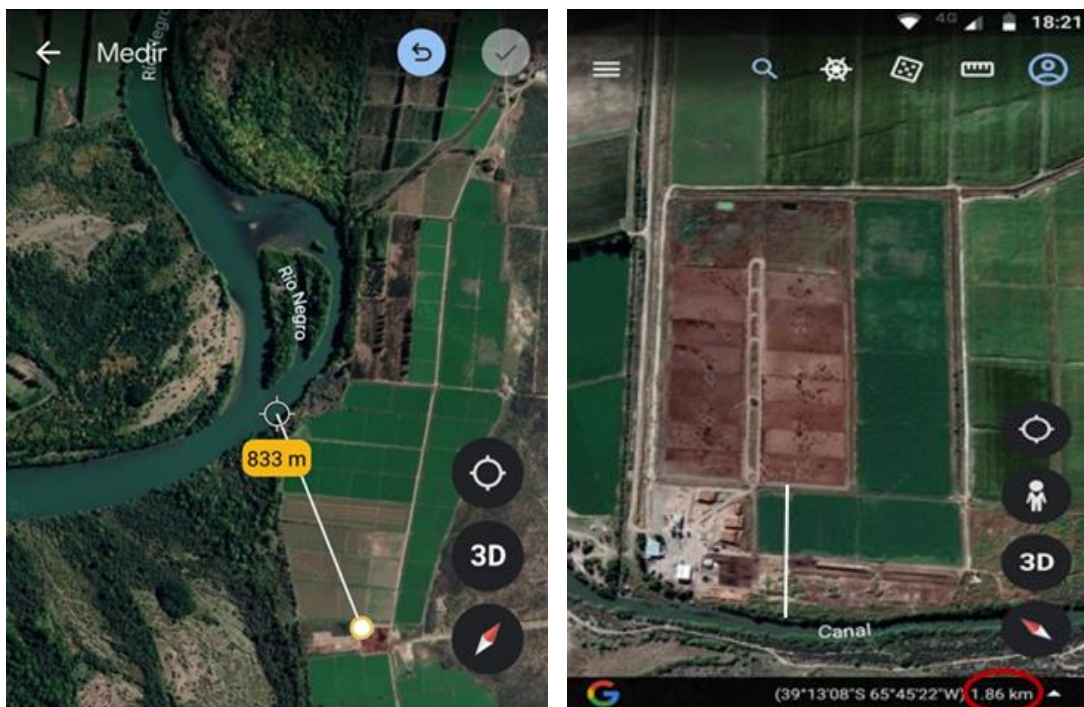 Medir
Río Negro
Río Negro
833 m
3D
4G
18:21
3D
Canal
(39°13'08"S 65°45'22"W) 1.86 km